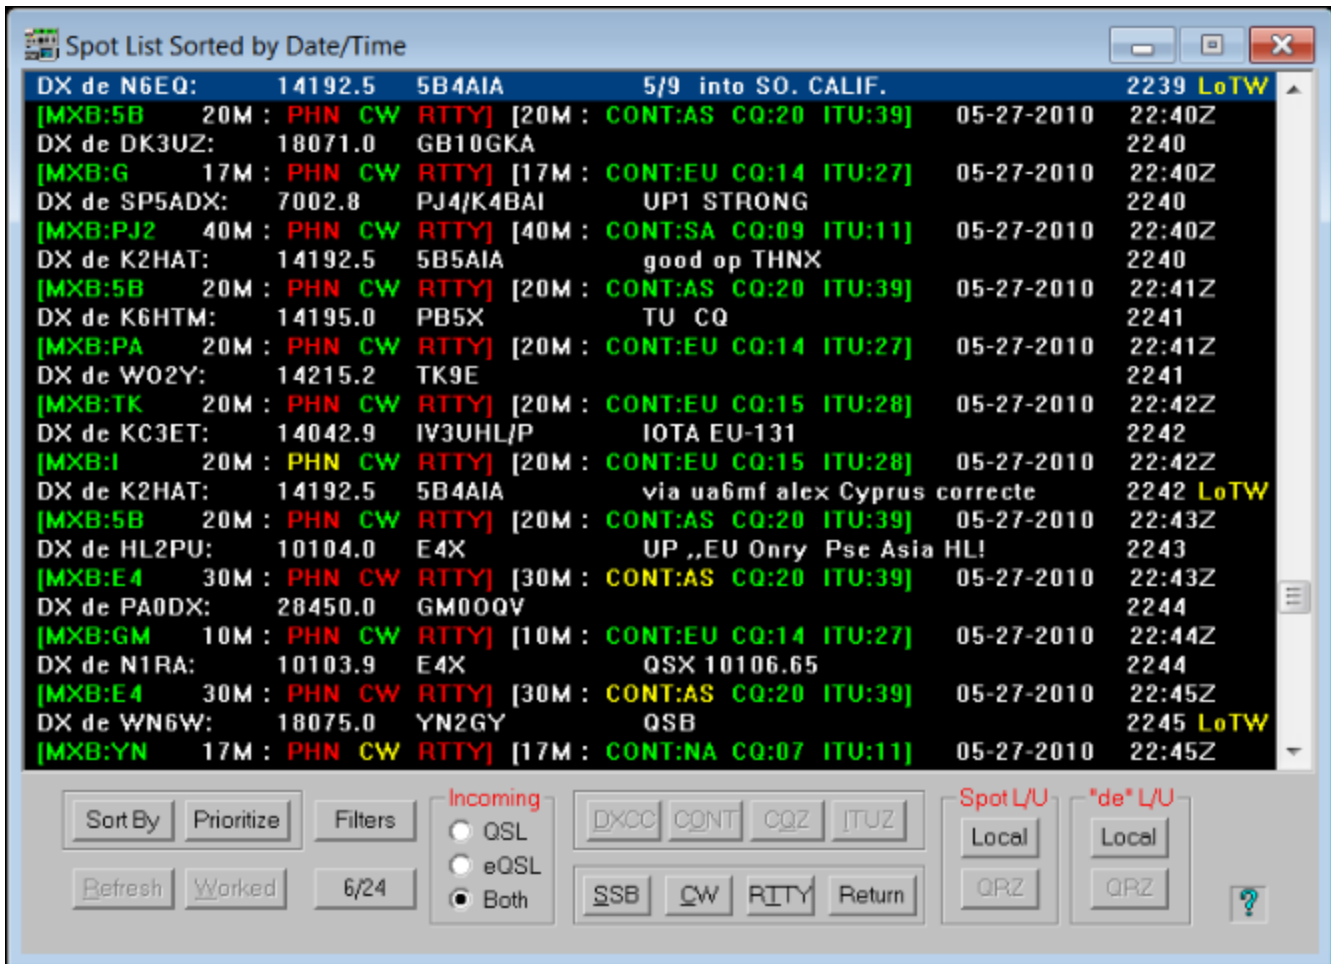 Spot List Sorted by Date/Time
DX de N6EQ: 14192.5 5B4AIA 5/9 into SO. CALIF. 2239 LoTW
[MXB:5B 20M : PHN CW RTTY] [20M : CONT:AS CQ:20 ITU:39] 05-27-2010 22:40Z
DX de DK3UZ: 18071.0 GB10GKA 2240
[MXB:G 17M : PHN CW RTTY] [17M : CONT:EU CQ:14 ITU:27] 05-27-2010 22:40Z
DX de SP5ADX: 7002.8 PJ4/K4BAI UP1 STRONG 2240
[MXB:PJ2 40M : PHN CW RTTY] [40M : CONT:SA CQ:09 ITU:11] 05-27-2010 22:40Z
DX de K2HAT: 14192.5 5B5AIA good op THNX 2240
[MXB:5B 20M : PHN CW RTTY] [20M : CONT:AS CQ:20 ITU:39] 05-27-2010 22:41Z
DX de K6HTM: 14195.0 PB5X TU CQ 2241
[MXB:PA 20M : PHN CW RTTY] [20M : CONT:EU CQ:14 ITU:27] 05-27-2010 22:41Z
DX de WO2Y: 14215.2 TK9E 2241
[MXB:TK 20M : PHN CW RTTY] [20M : CONT:EU CQ:15 ITU:28] 05-27-2010 22:42Z
DX de KC3ET: 14042.9 IV3UHL/P IOTA EU-131 2242
[MXB:I 20M : PHN CW RTTY] [20M : CONT:EU CQ:15 ITU:28] 05-27-2010 22:42Z
DX de K2HAT: 14192.5 5B4AIA via ua6mf alex Cyprus correcte 2242 LoTW
[MXB:5B 20M : PHN CW RTTY] [20M : CONT:AS CQ:20 ITU:39] 05-27-2010 22:43Z
DX de HL2PU: 10104.0 E4X UP ,,EU Onry Pse Asia HL! 2243
[MXB:E4 30M : PHN CW RTTY] [30M : CONT:AS CQ:20 ITU:39] 05-27-2010 22:43Z
DX de PA0DX: 28450.0 GM0OQV 2244
[MXB:GM 10M : PHN CW RTTY] [10M : CONT:EU CQ:14 ITU:27] 05-27-2010 22:44Z
DX de N1RA: 10103.9 E4X QSX 10106.65 2244
[MXB:E4 30M : PHN CW RTTY] [30M : CONT:AS CQ:20 ITU:39] 05-27-2010 22:45Z
DX de WN6W: 18075.0 YN2GY QSB 2245 LoTW
[MXB:YN 17M : PHN CW RTTY] [17M : CONT:NA CQ:07 ITU:11] 05-27-2010 22:45Z
Incoming Spot L/U "de" L/U
Sort By Prioritize Filters QSL DXCC CONT CQZ ITUZ Local Local
eQSL
Refresh Worked 6/24 Both SSB CW RTTY Return QRZ QRZ ?